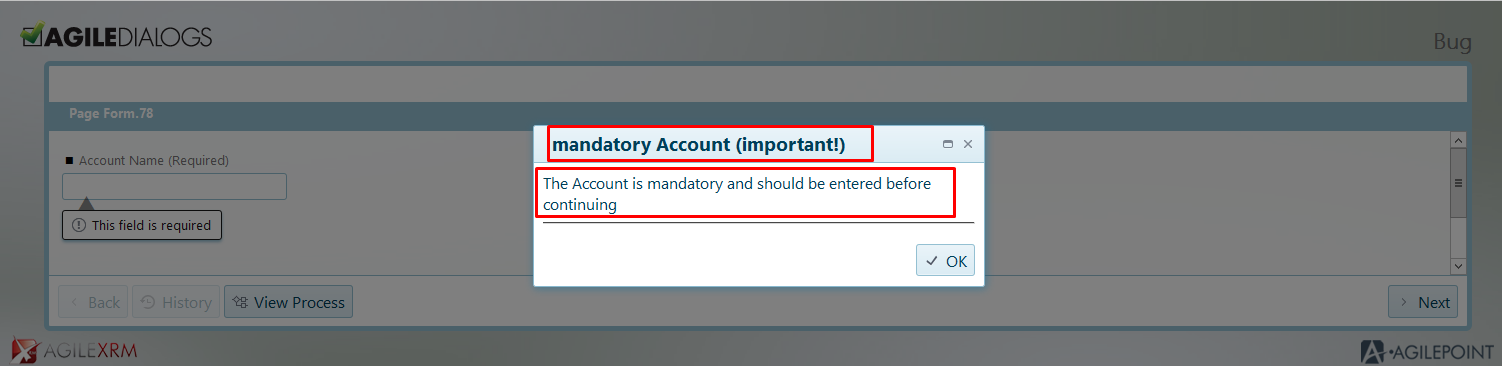 AGILEDIALOGS
Bug
Page Form.78
mandatory Account (important!)
Account Name (Required)
The Account is mandatory and should be entered before
continuing
This field is required
OK
Back
History
View Process
Next
AGILEXRM
AGILEPOINT